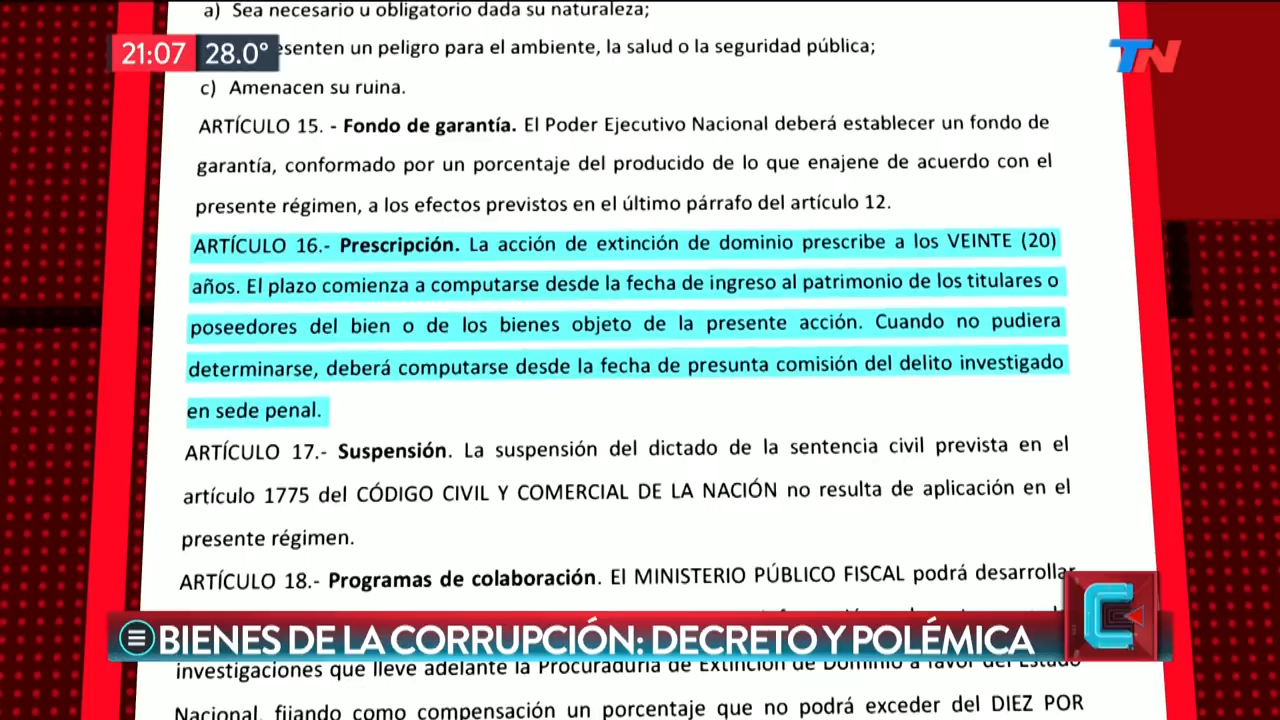 a) Sea necesario u obligatorio dada su naturaleza;
21:07 28.0°
esenten un peligro para el ambiente, la salud o la seguridad pública;
TN
c) Amenacen su ruina.
ARTÍCULO 15. - Fondo de garantía. El Poder Ejecutivo Nacional deberá establecer un fondo de
garantía, conformado por un porcentaje del producido de lo que enajene de acuerdo con el
presente régimen, a los efectos previstos en el último párrafo del artículo 12.
ARTÍCULO 16.- Prescripción. La acción de extinción de dominio prescribe a los VEINTE (20)
años. El plazo comienza a computarse desde la fecha de ingreso al patrimonio de los titulares o
poseedores del bien o de los bienes objeto de la presente acción. Cuando no pudiera
determinarse, deberá computarse desde la fecha de presunta comisión del delito investigado
en sede penal.
ARTÍCULO 17.- Suspensión. La suspensión del dictado de la sentencia civil prevista en el
artículo 1775 del CÓDIGO CIVIL Y COMERCIAL DE LA NACIÓN no resulta de aplicación en el
presente régimen.
ARTÍCULO 18.- Programas de colaboración. El MINISTERIO PÚBLICO FISCAL podrá desarrollar
BIENES DE LA CORRUPCIÓN: DECRETO Y POLÉMICA
C
investigaciones que lleve adelante la Procuraduría de Extinción de Dominio a favor del Estado
Nacional, fijando como compensación un porcentaje que no podrá exceder del DIEZ POR